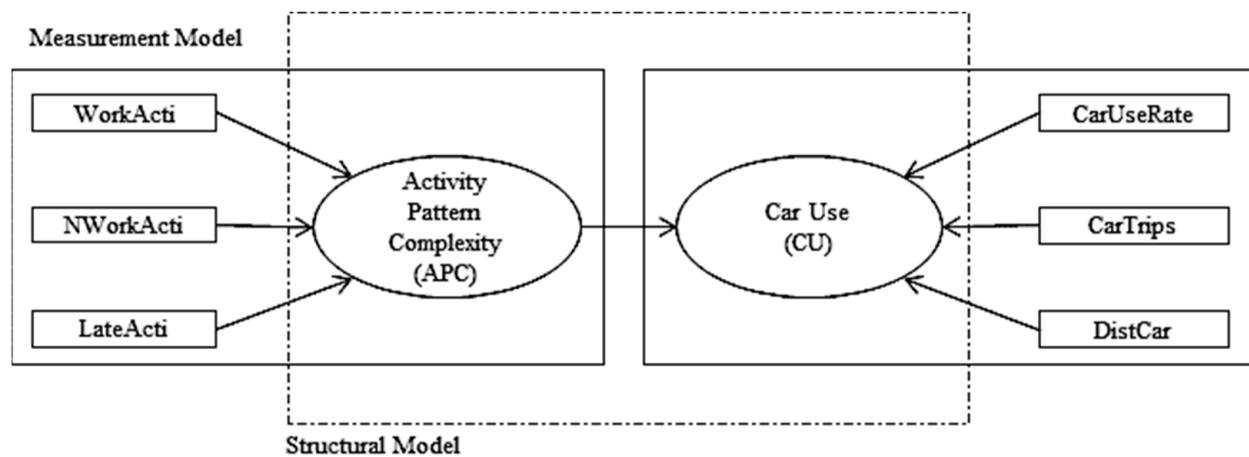 Measurement Model
WorkActi
NWorkActi
LateActi
Activity
Pattern
Complexity
(APC)
Car Use
(CU)
CarUseRate
CarTrips
DistCar
Structural Model